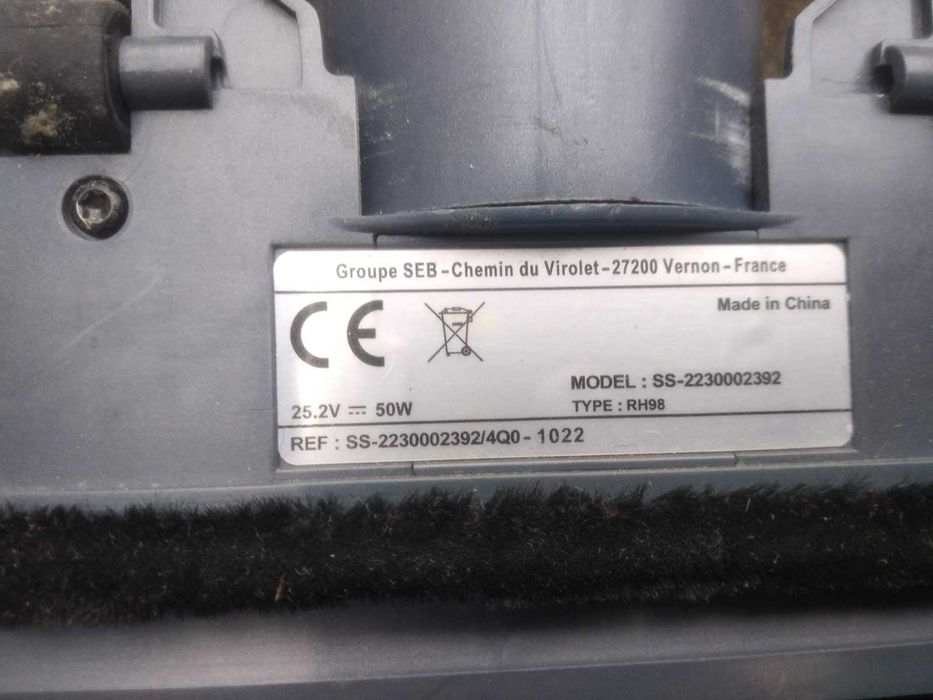 Groupe SEB-Chemin du Virolet-27200 Vernon-France
CE
Made in China
MODEL : SS-2230002392
25.2V ⎓ 50W
TYPE : RH98
REF : SS-2230002392/4Q0-1022